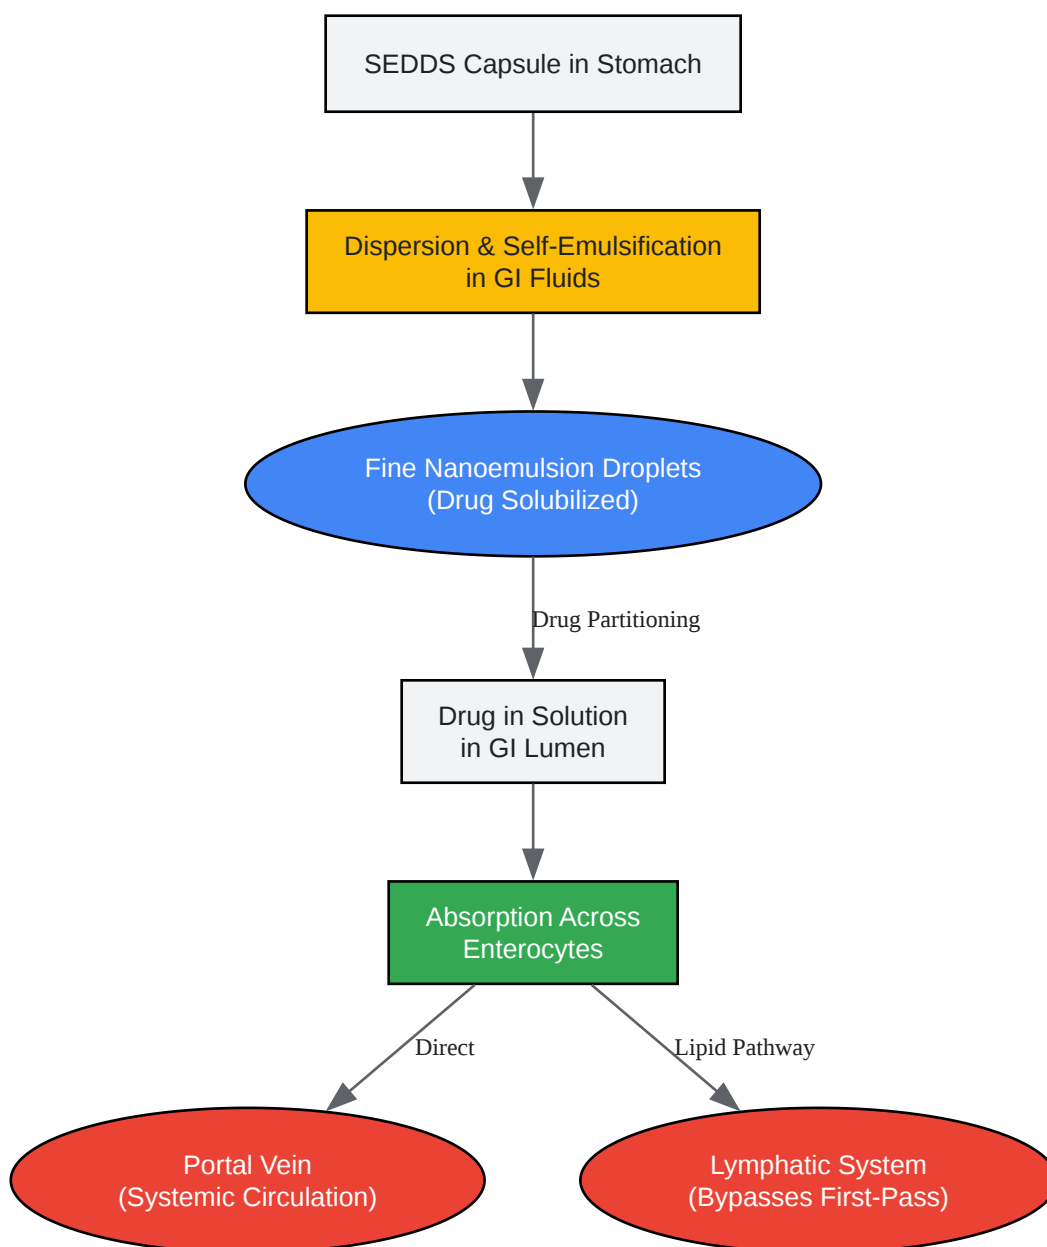 SEDDS Capsule in Stomach
Dispersion & Self-Emulsification
in GI Fluids
Fine Nanoemulsion Droplets
(Drug Solubilized)
Drug Partitioning
Drug in Solution
in GI Lumen
Absorption Across
Enterocytes
Direct
Lipid Pathway
Portal Vein
(Systemic Circulation)
Lymphatic System
(Bypasses First-Pass)